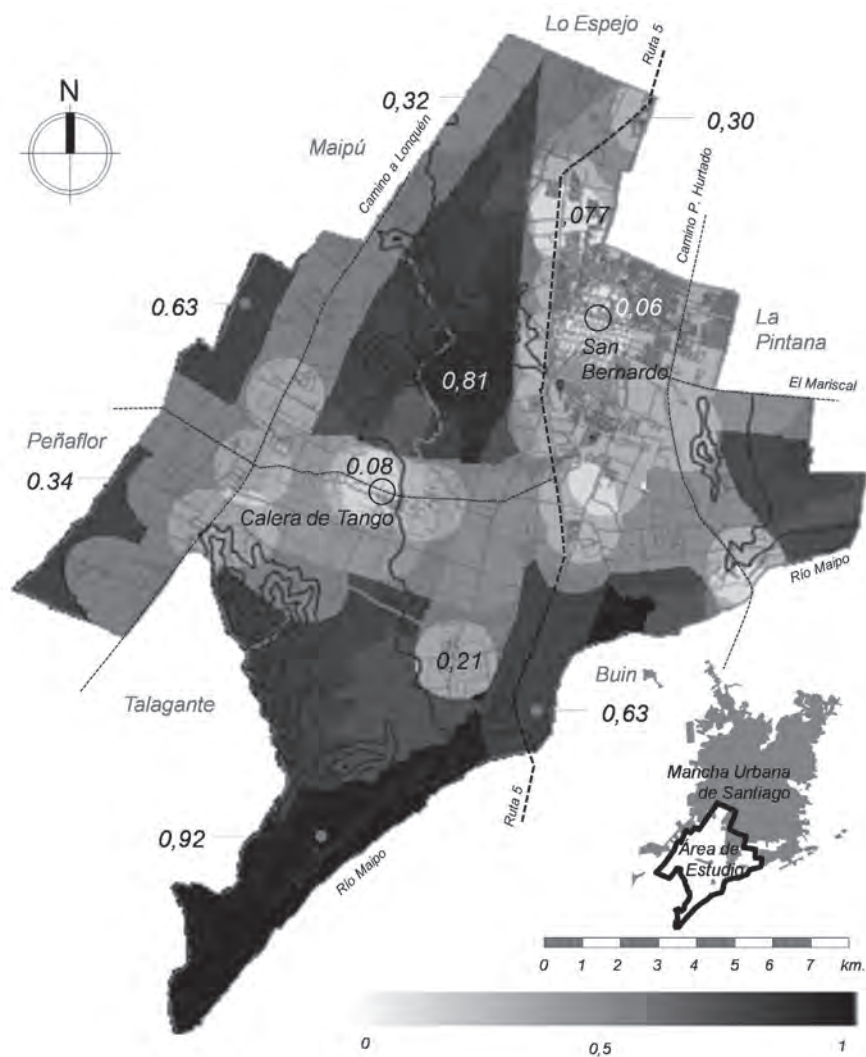 Lo Espejo
Ruta 5
N
0,32
0,30
Maipú
Camino a Lonquén
Camino P. Hurtado
,077
0.63
0.06
San
Bernardo
La
Pintana
0,81
El Mariscal
Peñaflor
0.34
0.08
Calera de Tango
Río Maipo
0,21
Buin
Talagante
0,63
Mancha Urbana
de Santiago
Ruta 5
Área de
Estudio
0,92
Río Maipo
0 1 2 3 4 5 6 7 km.
0 0,5 1